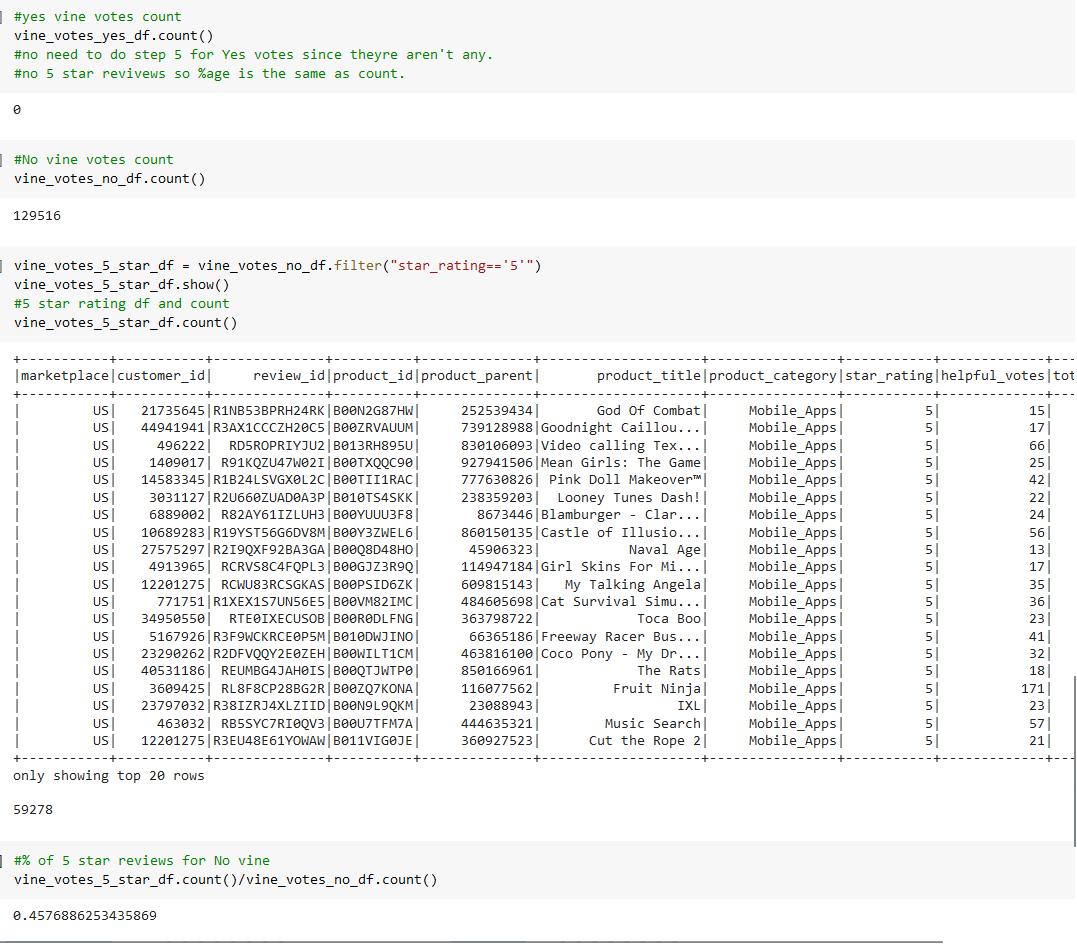 #yes vine votes count
vine_votes_yes_df.count()
#no need to do step 5 for Yes votes since theyre aren't any.
#no 5 star revivews so %age is the same as count.
0
#No vine votes count
vine_votes_no_df.count()
129516
vine_votes_5_star_df = vine_votes_no_df.filter("star_rating=='5'")
vine_votes_5_star_df.show()
#5 star rating df and count
vine_votes_5_star_df.count()
+-----------+-----------+--------------+----------+--------------+--------------------+----------------+-----------+-------------+---
|marketplace|customer_id|     review_id|product_id|product_parent|       product_title|product_category|star_rating|helpful_votes|tot
+-----------+-----------+--------------+----------+--------------+--------------------+----------------+-----------+-------------+---
|         US|   21735645|R1NB53BPRH24RK|B00N2G87HW|     252539434|       God Of Combat|     Mobile_Apps|          5|           15|
|         US|   44941941|R3AX1CCCZH20C5|B00ZRVAUUM|     739128988|Goodnight Caillou...|     Mobile_Apps|          5|           17|
|         US|     496222| RD5ROPRIYJU2|B013RH895U|     830106093|Video calling Tex...|     Mobile_Apps|          5|           66|
|         US|    1409017| R91KQZU47W02I|B00TXQQC90|     927941506|Mean Girls: The Game|     Mobile_Apps|          5|           25|
|         US|   14583345|R1B24LSVGX0L2C|B00TII1RAC|     777630826| Pink Doll Makeover™|     Mobile_Apps|          5|           42|
|         US|    3031127|R2U660ZUAD0A3P|B010TS4SKK|     238359203|  Looney Tunes Dash!|     Mobile_Apps|          5|           22|
|         US|    6889002| R82AY61IZLUH3|B00YUUU3F8|       8673446|Blamburger - Clar...|     Mobile_Apps|          5|           24|
|         US|   10689283|R19YST56G6DV8M|B00Y3ZWEL6|     860150135|Castle of Illusio...|     Mobile_Apps|          5|           56|
|         US|   27575297|R2I9QXF92BA3GA|B00Q8D48HO|      45906323|           Naval Age|     Mobile_Apps|          5|           13|
|         US|    4913965| RCRVS8C4FQPL3|B00GJZ3R9Q|     114947184|Girl Skins For Mi...|     Mobile_Apps|          5|           17|
|         US|   12201275| RCWU83RCSGKAS|B00PSID6ZK|     609815143|   My Talking Angela|     Mobile_Apps|          5|           35|
|         US|     771751|R1XEX1S7UN56E5|B00VM82IMC|     484605698|Cat Survival Simu...|     Mobile_Apps|          5|           36|
|         US|   34950550|  RTE0IXECUSOB|B00R0DLFNG|     363798722|            Toca Boo|     Mobile_Apps|          5|           23|
|         US|    5167926|R3F9WCKRCE0P5M|B010DWJINO|      66365186|Freeway Racer Bus...|     Mobile_Apps|          5|           41|
|         US|   23290262|R2DFVQQY2E0ZEH|B00WILT1CM|     463816100|Coco Pony - My Dr...|     Mobile_Apps|          5|           32|
|         US|   40531186| REUMBG4JAH0IS|B00QTJWTP0|     850166961|            The Rats|     Mobile_Apps|          5|           18|
|         US|    3609425| RL8F8CP28BG2R|B00ZQ7KONA|     116077562|         Fruit Ninja|     Mobile_Apps|          5|          171|
|         US|   23797032|R38IZRJ4XLZIID|B00N9L9QKM|      23088943|                 IXL|     Mobile_Apps|          5|           23|
|         US|     463032| RB5SYC7RI0QV3|B00U7TFM7A|     444635321|        Music Search|     Mobile_Apps|          5|           57|
|         US|   12201275|R3EU48E61YOWAW|B011VIG0JE|     360927523|      Cut the Rope 2|     Mobile_Apps|          5|           21|
+-----------+-----------+--------------+----------+--------------+--------------------+----------------+-----------+-------------+---
only showing top 20 rows
59278
#% of 5 star reviews for No vine
vine_votes_5_star_df.count()/vine_votes_no_df.count()
0.4576886253435869